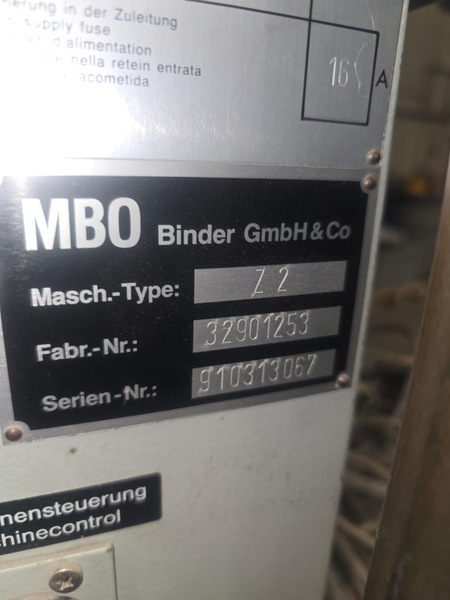 in der Zuleitung
supply fuse
alimentation
nella retein entrata
acometida
16 A
MBO Binder GmbH & Co
Masch.-Type: Z 2
Fabr.-Nr.: 32901253
Serien-Nr.: 910313067
nensteuerung
hinecontrol